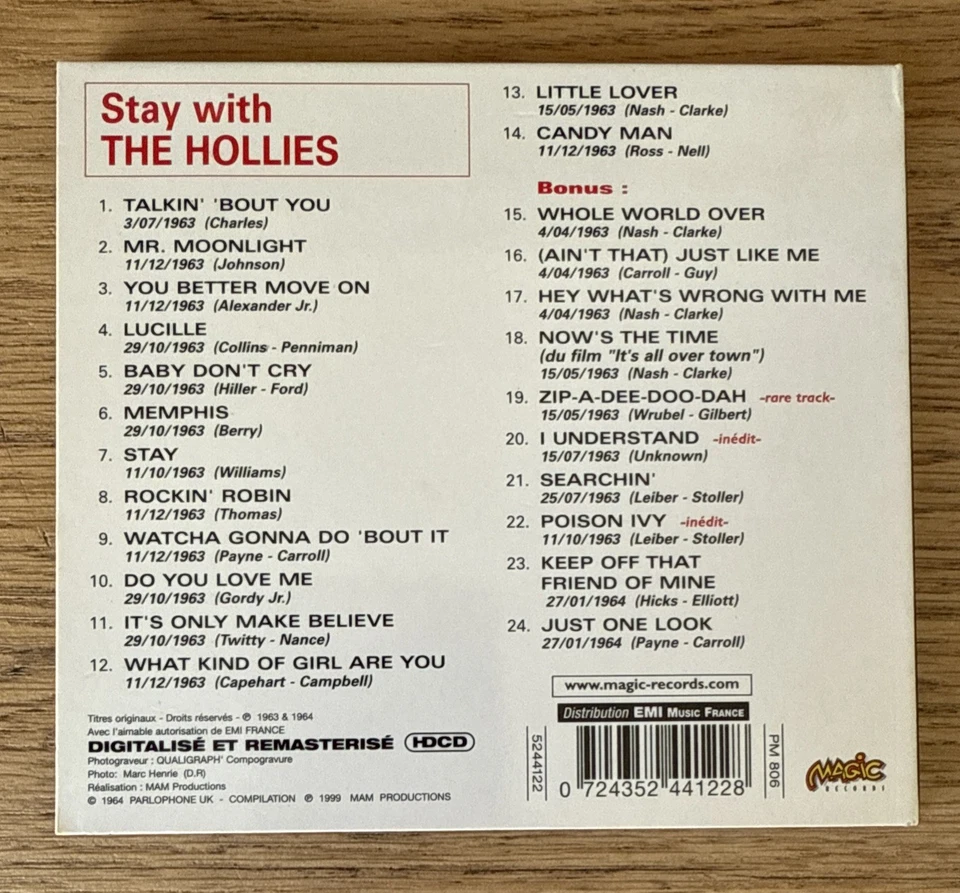 Stay with
THE HOLLIES
1. TALKIN' 'BOUT YOU
3/07/1963 (Charles)
2. MR. MOONLIGHT
11/12/1963 (Johnson)
3. YOU BETTER MOVE ON
11/12/1963 (Alexander Jr.)
4. LUCILLE
29/10/1963 (Collins - Penniman)
5. BABY DON'T CRY
29/10/1963 (Hiller - Ford)
6. MEMPHIS
29/10/1963 (Berry)
7. STAY
11/10/1963 (Williams)
8. ROCKIN' ROBIN
11/12/1963 (Thomas)
9. WATCHA GONNA DO 'BOUT IT
11/12/1963 (Payne - Carroll)
10. DO YOU LOVE ME
29/10/1963 (Gordy Jr.)
11. IT'S ONLY MAKE BELIEVE
29/10/1963 (Twitty - Nance)
12. WHAT KIND OF GIRL ARE YOU
11/12/1963 (Capehart - Campbell)
Titres originaux - Droits réservés - ℗ 1963 & 1964
Avec l'aimable autorisation de EMI FRANCE
DIGITALISÉ ET REMASTERISÉ HDCD
Photograveur : QUALIGRAPH' Compogravure
Photo: Marc Henrie (D.R)
Réalisation : MAM Productions
© 1964 PARLOPHONE UK - COMPILATION ℗ 1999 MAM PRODUCTIONS
13. LITTLE LOVER
15/05/1963 (Nash - Clarke)
14. CANDY MAN
11/12/1963 (Ross - Nell)
Bonus :
15. WHOLE WORLD OVER
4/04/1963 (Nash - Clarke)
16. (AIN'T THAT) JUST LIKE ME
4/04/1963 (Carroll - Guy)
17. HEY WHAT'S WRONG WITH ME
4/04/1963 (Nash - Clarke)
18. NOW'S THE TIME
(du film "It's all over town")
15/05/1963 (Nash - Clarke)
19. ZIP-A-DEE-DOO-DAH -rare track-
15/05/1963 (Wrubel - Gilbert)
20. I UNDERSTAND -inédit-
15/07/1963 (Unknown)
21. SEARCHIN'
25/07/1963 (Leiber - Stoller)
22. POISON IVY -inédit-
11/10/1963 (Leiber - Stoller)
23. KEEP OFF THAT
FRIEND OF MINE
27/01/1964 (Hicks - Elliott)
24. JUST ONE LOOK
27/01/1964 (Payne - Carroll)
www.magic-records.com
Distribution EMI MUSIC FRANCE
5244122
0 724352 441228
PM 806
MAGIC
RECORDS